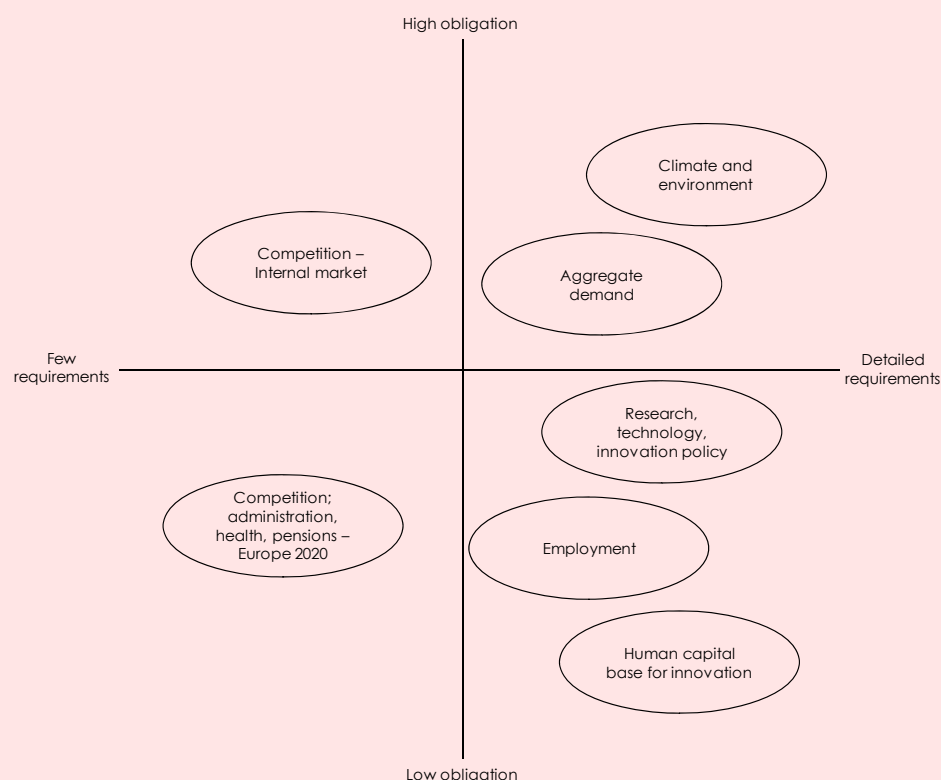 High obligation
Climate and
environment
Competition –
Internal market
Aggregate
demand
Few
requirements
Detailed
requirements
Research,
technology,
innovation policy
Competition;
administration,
health, pensions –
Europe 2020
Employment
Human capital
base for innovation
Low obligation